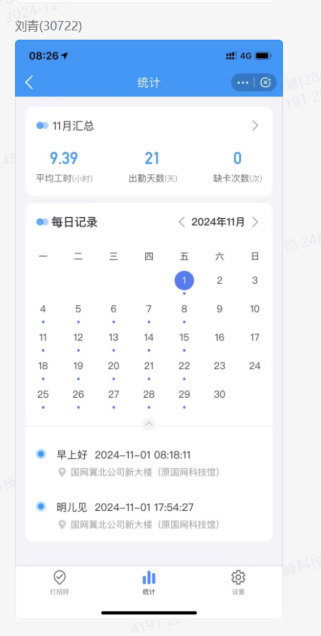 刘青(30722)
08:26 4G
统计
11月汇总
9.39 21 0
平均工时(小时) 出勤天数(天) 缺卡次数(次)
每日记录 2024年11月
一 二 三 四 五 六 日
1 2 3
4 5 6 7 8 9 10
11 12 13 14 15 16 17
18 19 20 21 22 23 24
25 26 27 28 29 30
早上好 2024-11-01 08:18:11
国网冀北公司新大楼（原国网科技馆）
明儿见 2024-11-01 17:54:27
国网冀北公司新大楼（原国网科技馆）
打招呼 统计 设置